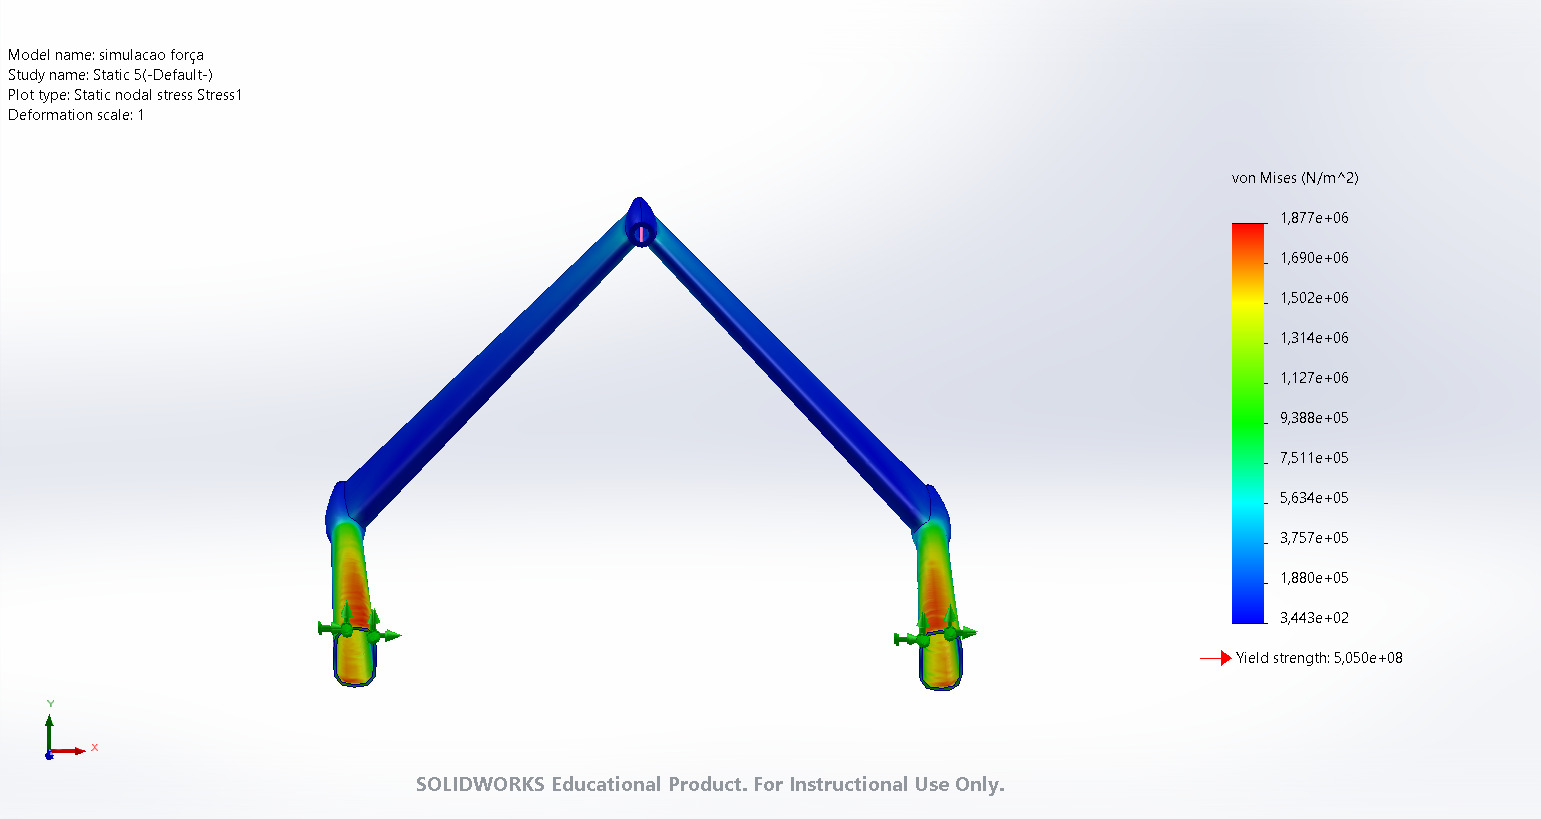 Model name: simulacao força
Study name: Static 5(-Default-)
Plot type: Static nodal stress Stress1
Deformation scale: 1
von Mises (N/m^2)
1,877e+06
1,690e+06
1,502e+06
1,314e+06
1,127e+06
9,388e+05
7,511e+05
5,634e+05
3,757e+05
1,880e+05
3,443e+02
Yield strength: 5,050e+08
Y
X
SOLIDWORKS Educational Product. For Instructional Use Only.